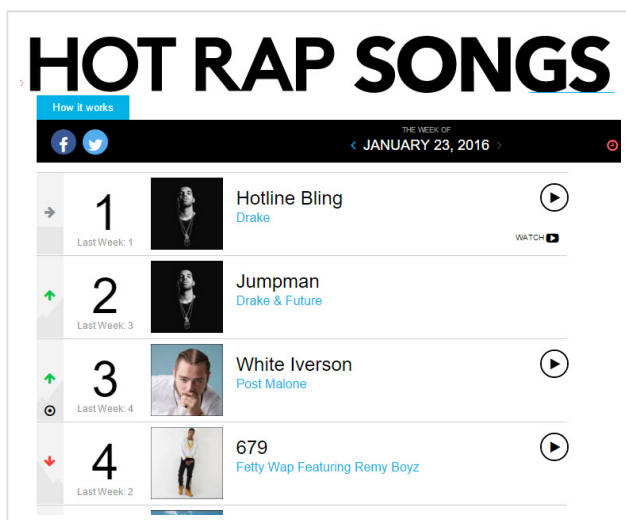 HOT RAP SONGS
How it works
THE WEEK OF
JANUARY 23, 2016
1
Last Week: 1
Hotline Bling
Drake
WATCH
2
Last Week: 3
Jumpman
Drake & Future
3
Last Week: 4
White Iverson
Post Malone
4
Last Week: 2
679
Fetty Wap Featuring Remy Boyz